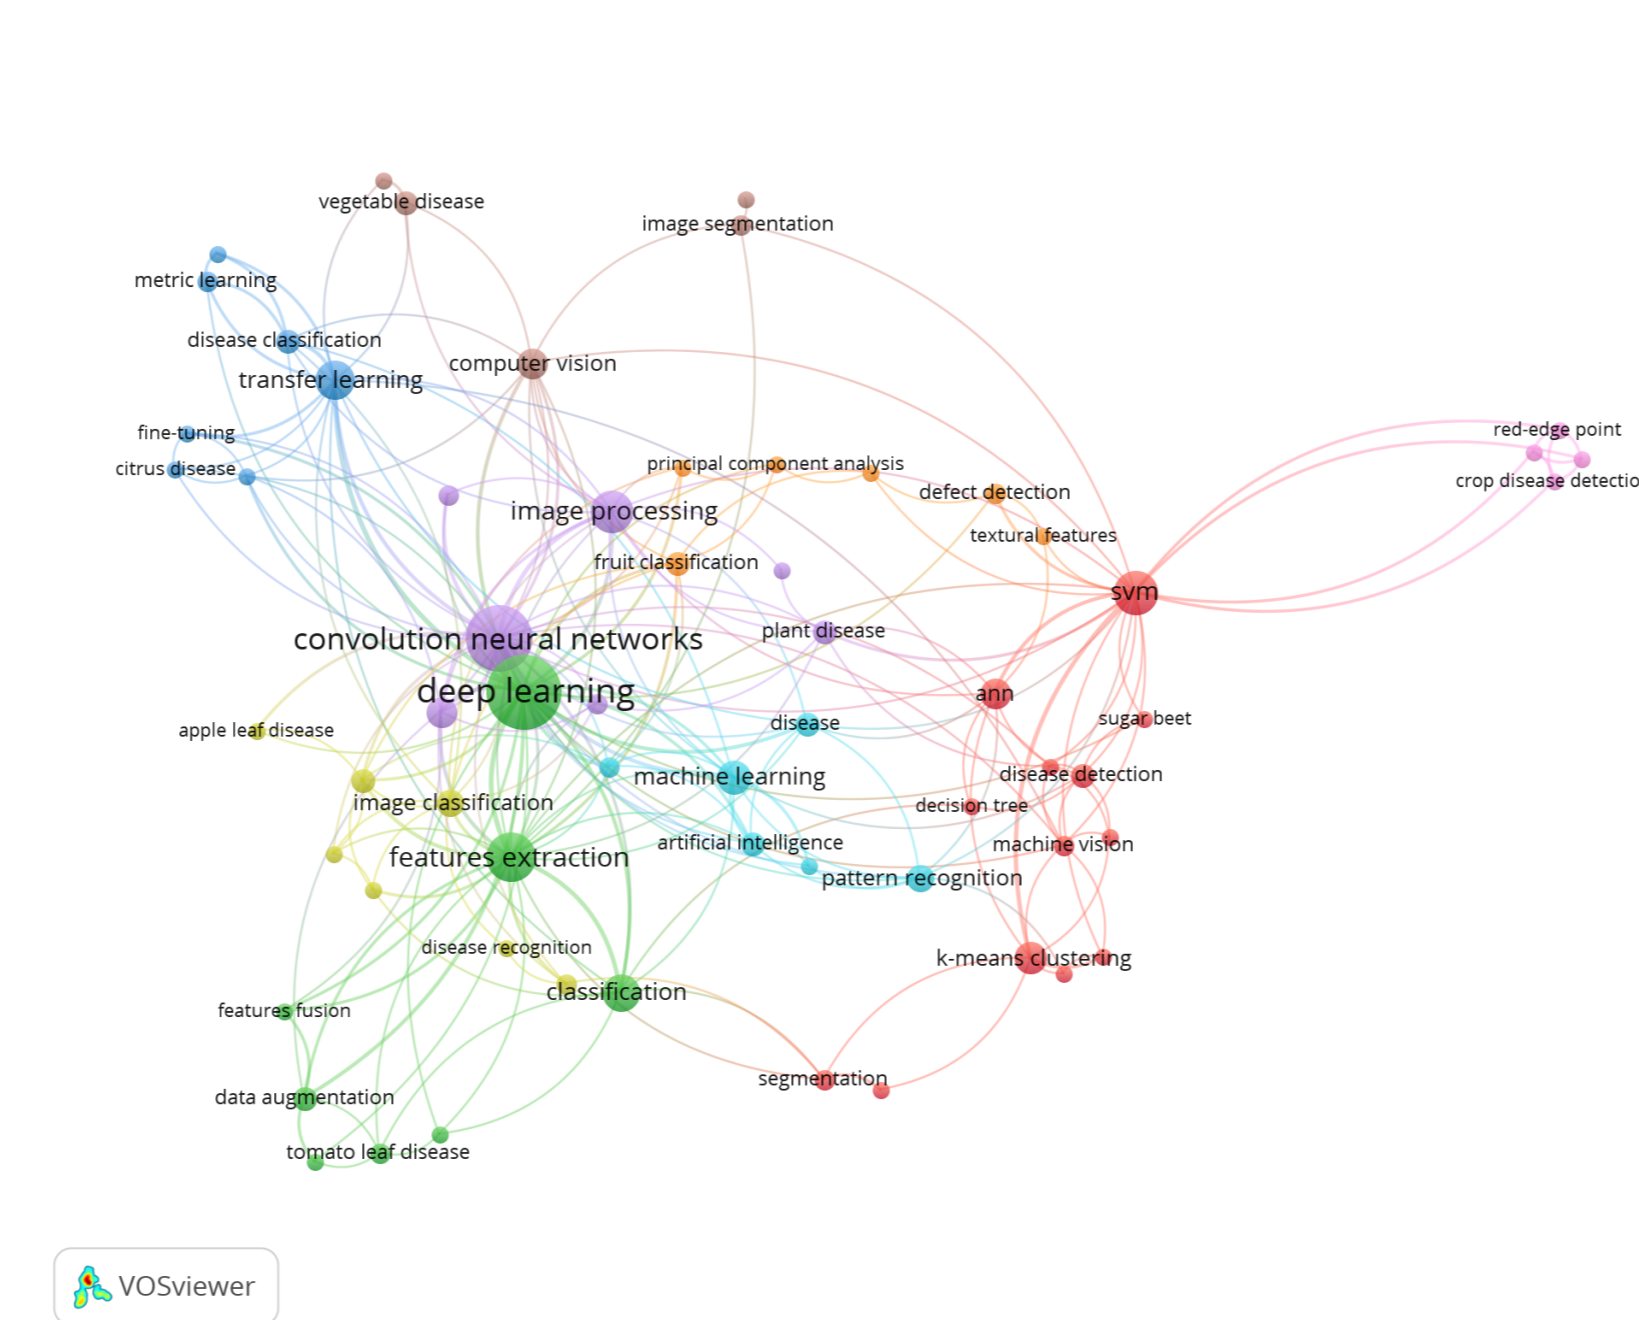 vegetable disease
image segmentation
metric learning
disease classification
computer vision
transfer learning
red-edge point
fine-tuning
principal component analysis
citrus disease
crop disease detectio
defect detection
image processing
textural features
fruit classification
svm
plant disease
convolution neural networks
deep learning
ann
sugar beet
disease
apple leaf disease
disease detection
machine learning
image classification
decision tree
artificial intelligence
machine vision
features extraction
pattern recognition
disease recognition
k-means clustering
classification
features fusion
segmentation
data augmentation
tomato leaf disease
VOSviewer